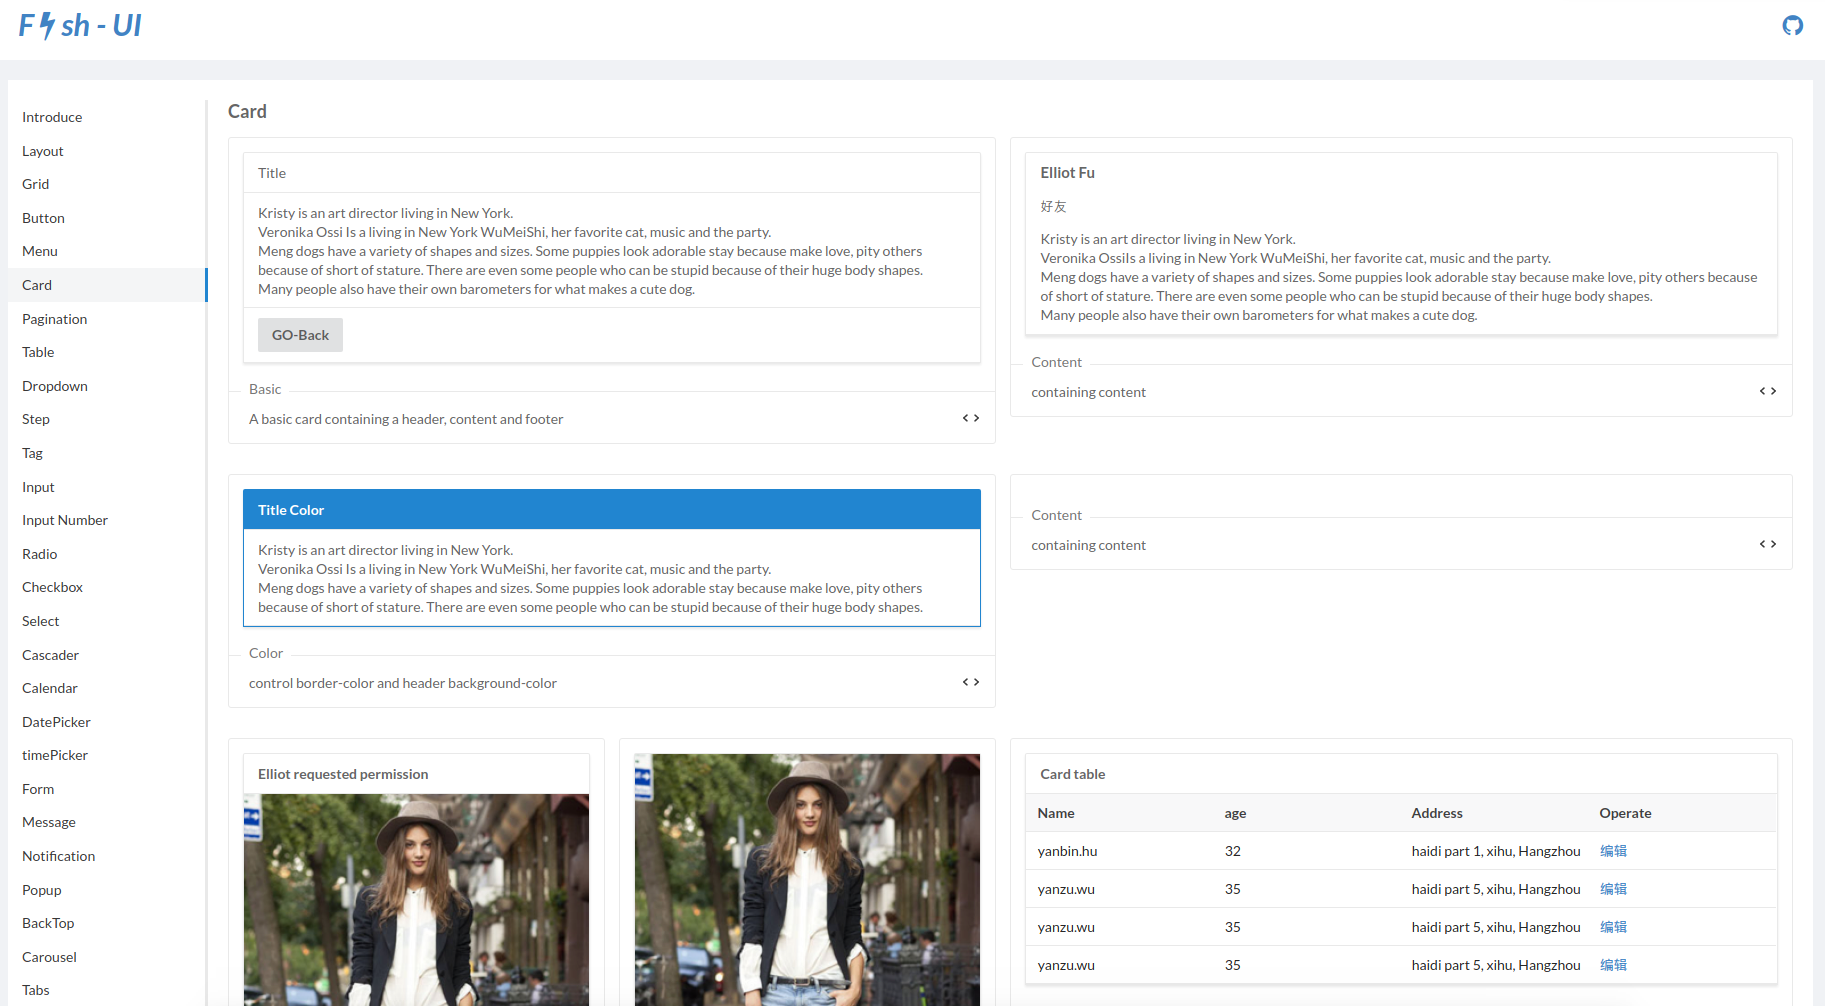 F sh - UI
Introduce
Layout
Grid
Button
Menu
Card
Pagination
Table
Dropdown
Step
Tag
Input
Input Number
Radio
Checkbox
Select
Cascader
Calendar
DatePicker
timePicker
Form
Message
Notification
Popup
BackTop
Carousel
Tabs
Card
Title
Kristy is an art director living in New York.
Veronika Ossi Is a living in New York WuMeiShi, her favorite cat, music and the party.
Meng dogs have a variety of shapes and sizes. Some puppies look adorable stay because make love, pity others
because of short of stature. There are even some people who can be stupid because of their huge body shapes.
Many people also have their own barometers for what makes a cute dog.
GO-Back
Basic
A basic card containing a header, content and footer
Elliot Fu
好友
Kristy is an art director living in New York.
Veronika OssiIs a living in New York WuMeiShi, her favorite cat, music and the party.
Meng dogs have a variety of shapes and sizes. Some puppies look adorable stay because make love, pity others because
of short of stature. There are even some people who can be stupid because of their huge body shapes.
Many people also have their own barometers for what makes a cute dog.
Content
containing content
Title Color
Kristy is an art director living in New York.
Veronika Ossi Is a living in New York WuMeiShi, her favorite cat, music and the party.
Meng dogs have a variety of shapes and sizes. Some puppies look adorable stay because make love, pity others
because of short of stature. There are even some people who can be stupid because of their huge body shapes.
Color
control border-color and header background-color
Content
containing content
Elliot requested permission
Card table
Name age Address Operate
yanbin.hu 32 haidi part 1, xihu, Hangzhou 编辑
yanzu.wu 35 haidi part 5, xihu, Hangzhou 编辑
yanzu.wu 35 haidi part 5, xihu, Hangzhou 编辑
yanzu.wu 35 haidi part 5, xihu, Hangzhou 编辑